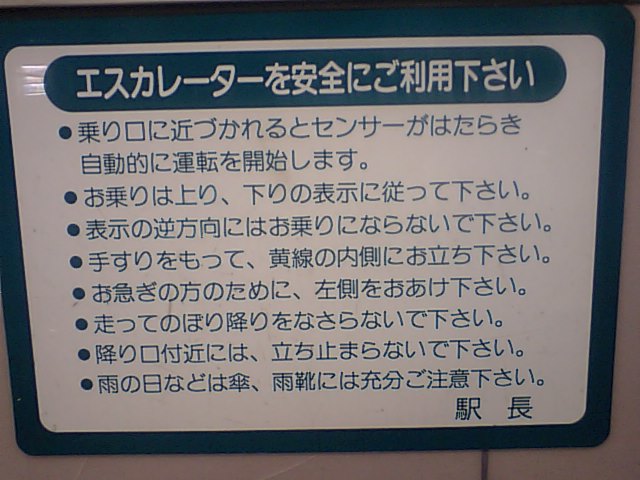 エスカレーターを安全にご利用下さい
●乗り口に近づかれるとセンサーがはたらき
自動的に運転を開始します。
●お乗りは上り、下りの表示に従って下さい。
●表示の逆方向にはお乗りにならないで下さい。
●手すりをもって、黄線の内側にお立ち下さい。
●お急ぎの方のために、左側をおあけ下さい。
●走ってのぼり降りをなさらないで下さい。
●降り口付近には、立ち止まらないで下さい。
●雨の日などは傘、雨靴には充分ご注意下さい。
駅長